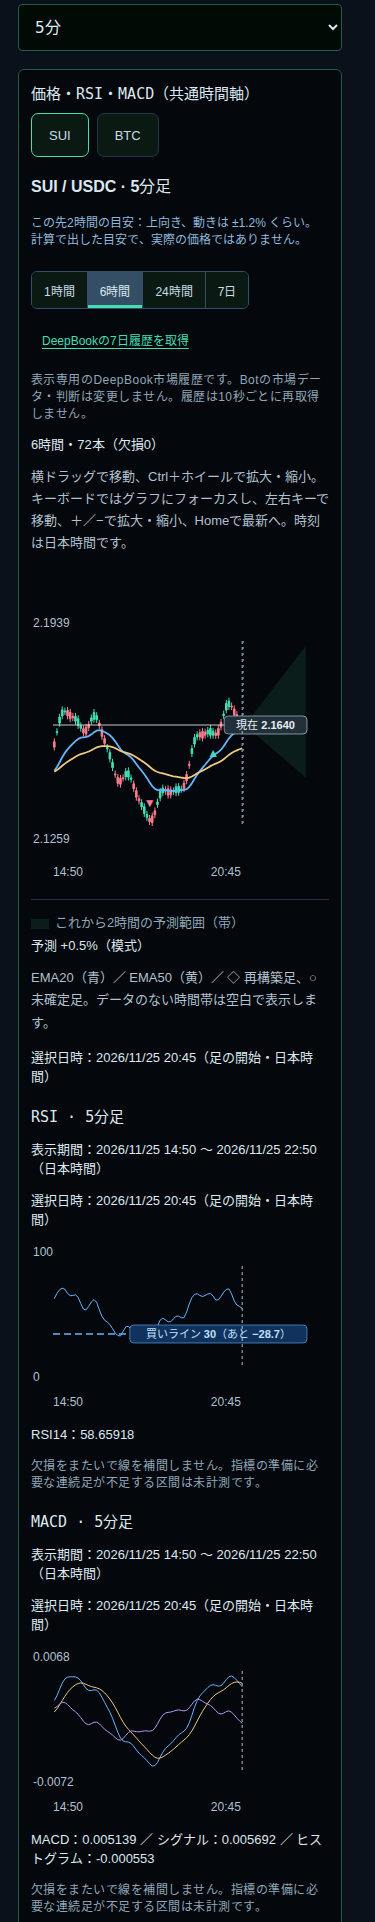 5分
価格・RSI・MACD（共通時間軸）
SUI
BTC
SUI / USDC · 5分足
この先2時間の目安：上向き、動きは ±1.2% くらい。
計算で出した目安で、実際の価格ではありません。
1時間
6時間
24時間
7日
DeepBookの7日履歴を取得
表示専用のDeepBook市場履歴です。Botの市場デー
タ・判断は変更しません。履歴は10秒ごとに再取得
しません。
6時間・72本（欠損0）
横ドラッグで移動、Ctrl＋ホイールで拡大・縮小。
キーボードではグラフにフォーカスし、左右キーで
移動、＋／−で拡大・縮小、Homeで最新へ。時刻
は日本時間です。
2.1939
現在 2.1640
2.1259
14:50
20:45
これから2時間の予測範囲（帯）
予測 +0.5%（模式）
EMA20（青）／ EMA50（黄）／ ◇ 再構築足、○
未確定足。データのない時間帯は空白で表示しま
す。
選択日時：2026/11/25 20:45（足の開始・日本時
間）
RSI · 5分足
表示期間：2026/11/25 14:50 〜 2026/11/25 22:50
（日本時間）
選択日時：2026/11/25 20:45（足の開始・日本時
間）
100
買いライン 30（あと −28.7）
0
14:50
20:45
RSI14：58.65918
欠損をまたいで線を補間しません。指標の準備に必
要な連続足が不足する区間は未計測です。
MACD · 5分足
表示期間：2026/11/25 14:50 〜 2026/11/25 22:50
（日本時間）
選択日時：2026/11/25 20:45（足の開始・日本時
間）
0.0068
-0.0072
14:50
20:45
MACD：0.005139 ／ シグナル：0.005692 ／ ヒス
トグラム：-0.000553
欠損をまたいで線を補間しません。指標の準備に必
要な連続足が不足する区間は未計測です。